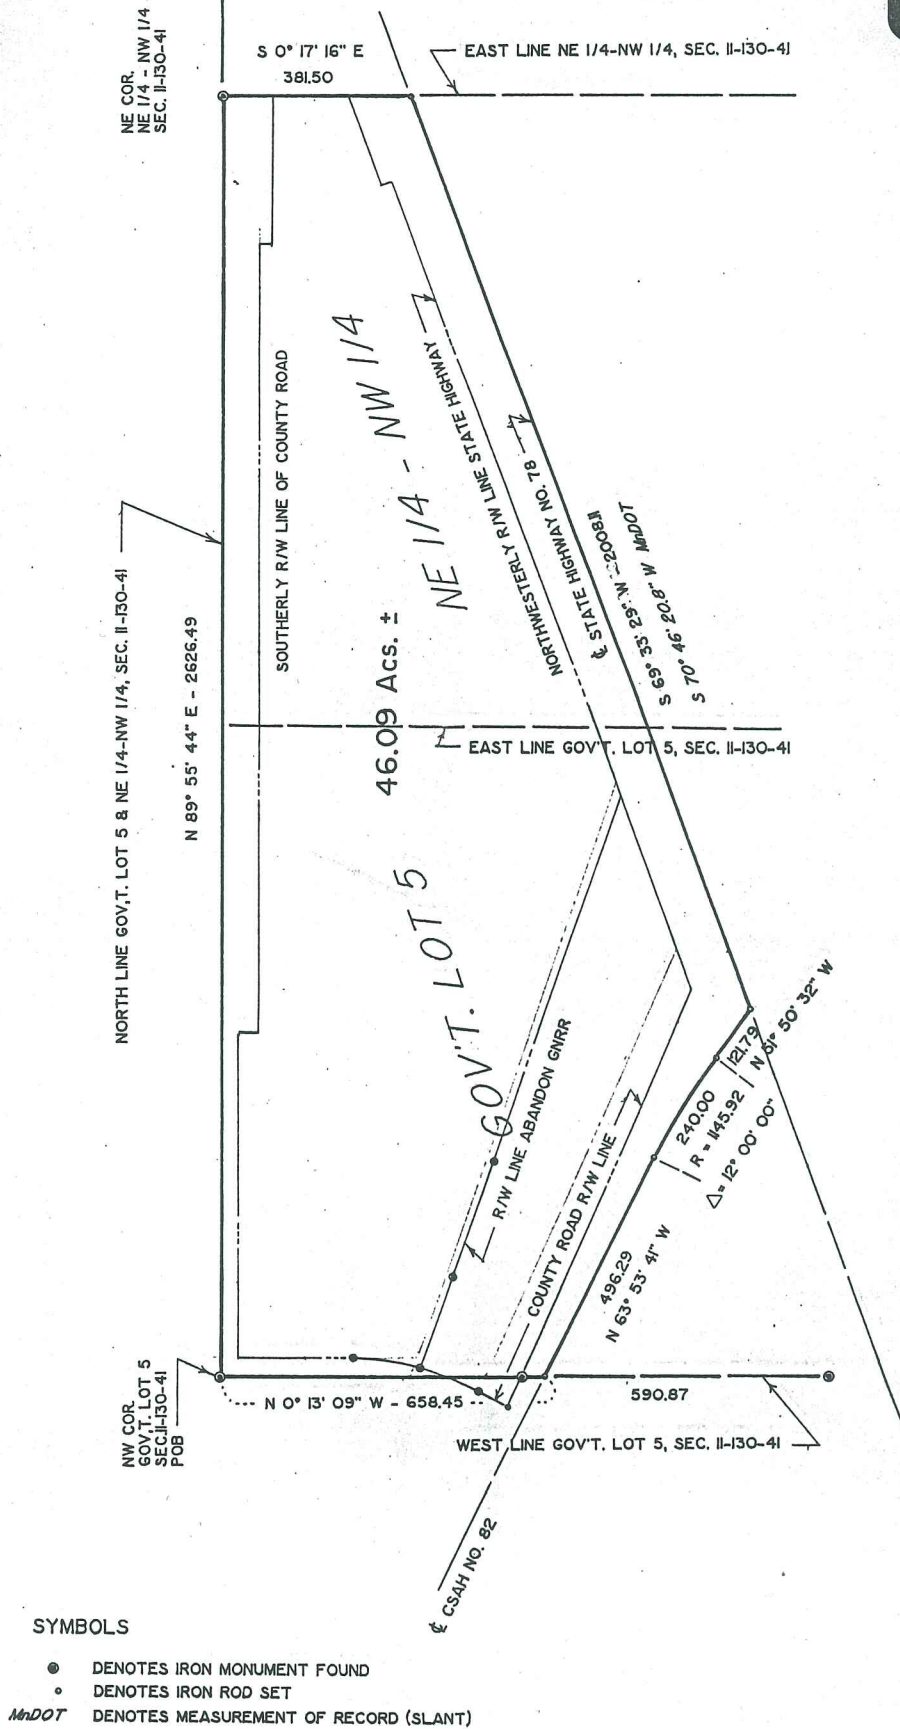 NE COR.
NE 1/4 - NW 1/4
SEC. 11-130-41
S 0° 17' 16" E
381.50
EAST LINE NE 1/4-NW 1/4, SEC. 11-130-41
NORTH LINE GOV,T. LOT 5 & NE 1/4-NW 1/4, SEC. 11-130-41
N 89° 55' 44" E - 2626.49
SOUTHERLY R/W LINE OF COUNTY ROAD
NE 1/4 - NW 1/4
46.09 Acs. ±
NORTHWESTERLY R/W LINE STATE HIGHWAY
℄ STATE HIGHWAY NO. 78
S 69° 33' 29" W - 2008.11
S 70° 46' 20.8" W MnDOT
EAST LINE GOV'T. LOT 5, SEC. 11-130-41
GOV'T. LOT 5
R/W LINE ABANDON GNRR
COUNTY ROAD R/W LINE
121.79
N 51° 50' 32" W
240.00
R = 1145.92
Δ= 12° 00' 00"
496.29
N 63° 53' 41" W
NW COR.
GOV,T. LOT 5
SEC.11-130-41
POB
N 0° 13' 09" W - 658.45
590.87
WEST LINE GOV'T. LOT 5, SEC. 11-130-41
℄ CSAH NO. 82
SYMBOLS
DENOTES IRON MONUMENT FOUND
DENOTES IRON ROD SET
MnDOT DENOTES MEASUREMENT OF RECORD (SLANT)